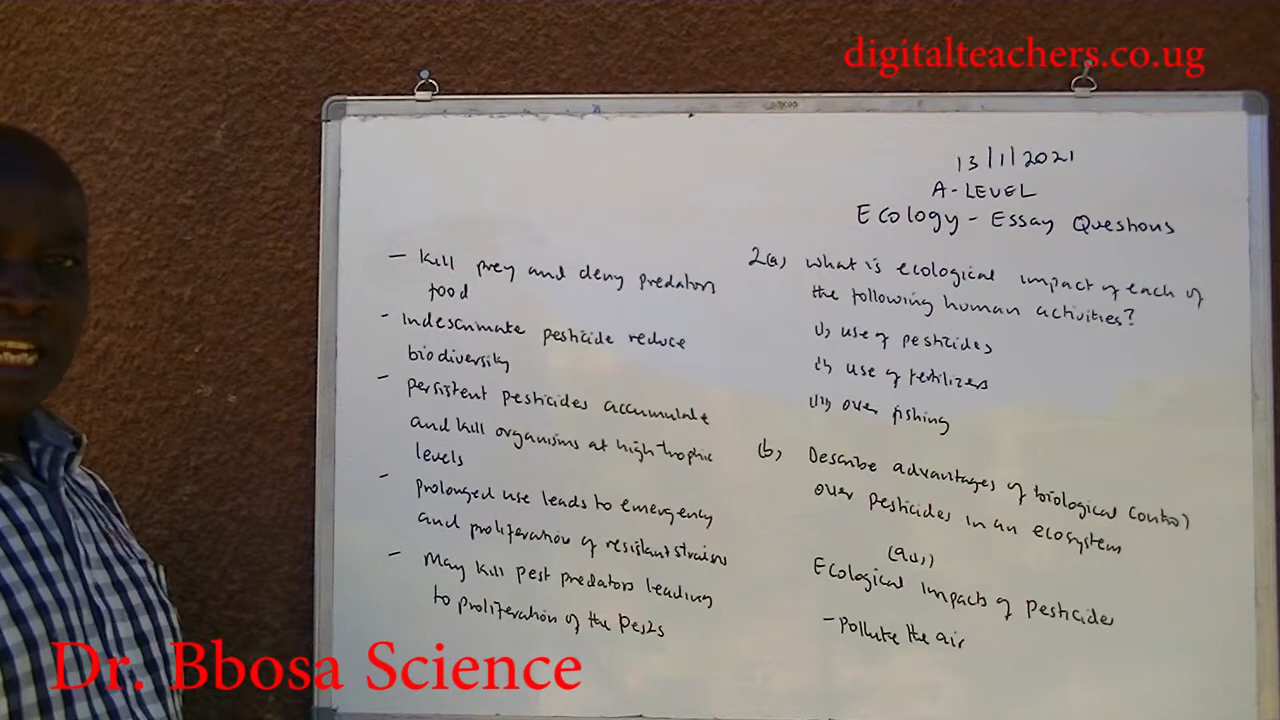 digitalteachers.co.ug
13/1/2021
A-LEVEL
Ecology - Essay Questions
2(a) What is ecological impact of each of
the following human activities?
i) use of pesticides
ii) use of fertilizers
iii) over fishing
(b) Describe advantages of biological control
over pesticides in an ecosystem
(a(i))
Ecological impacts of pesticides
- Pollute the air
- Kill prey and deny predators
food
- Indescrimate pesticide reduce
biodiversity
- persistent pesticides accumulate
and kill organisms at high trophic
levels
- prolonged use leads to emergency
and proliferation of resistant strains
- May kill pest predators leading
to proliferation of the pests
Dr. Bbosa Science